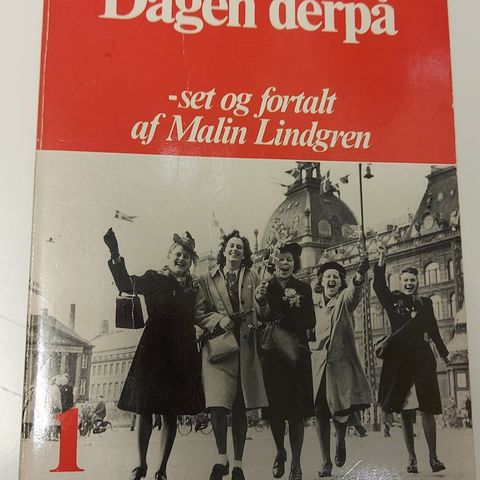 Dagen derpå
-set og fortalt
af Malin Lindgren
1